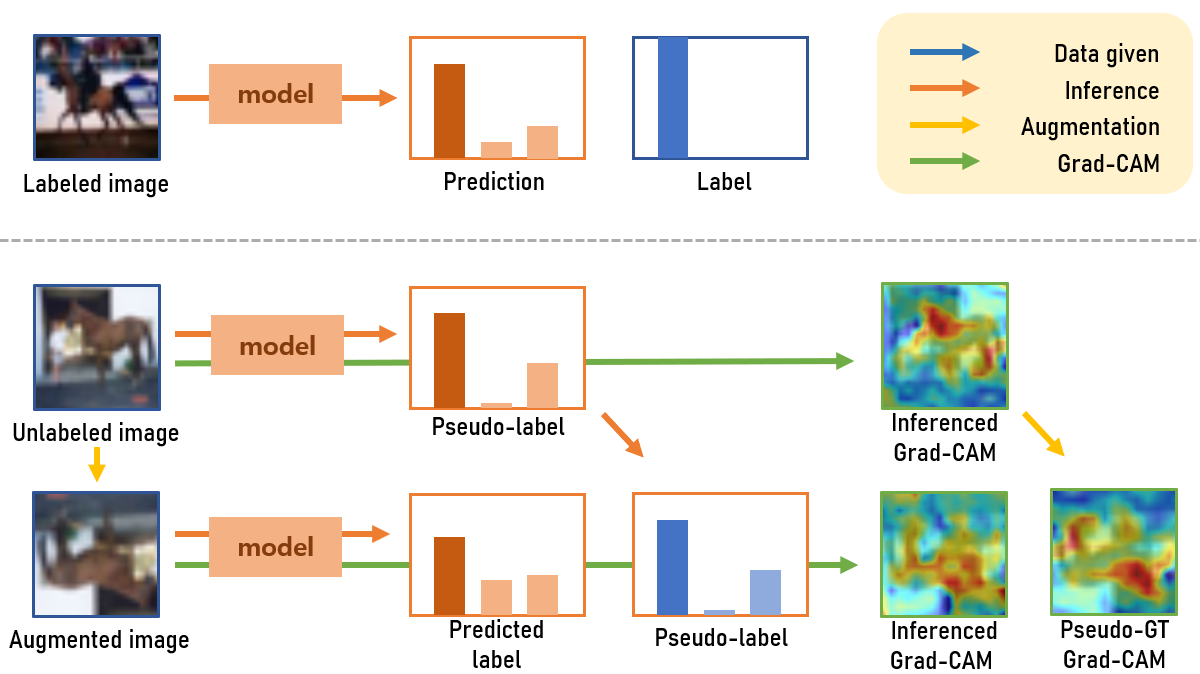 Data given
Inference
Augmentation
Grad-CAM
model
Labeled image
Prediction
Label
model
Unlabeled image
Pseudo-label
Inferenced
Grad-CAM
model
Augmented image
Predicted
label
Pseudo-label
Inferenced
Grad-CAM
Pseudo-GT
Grad-CAM